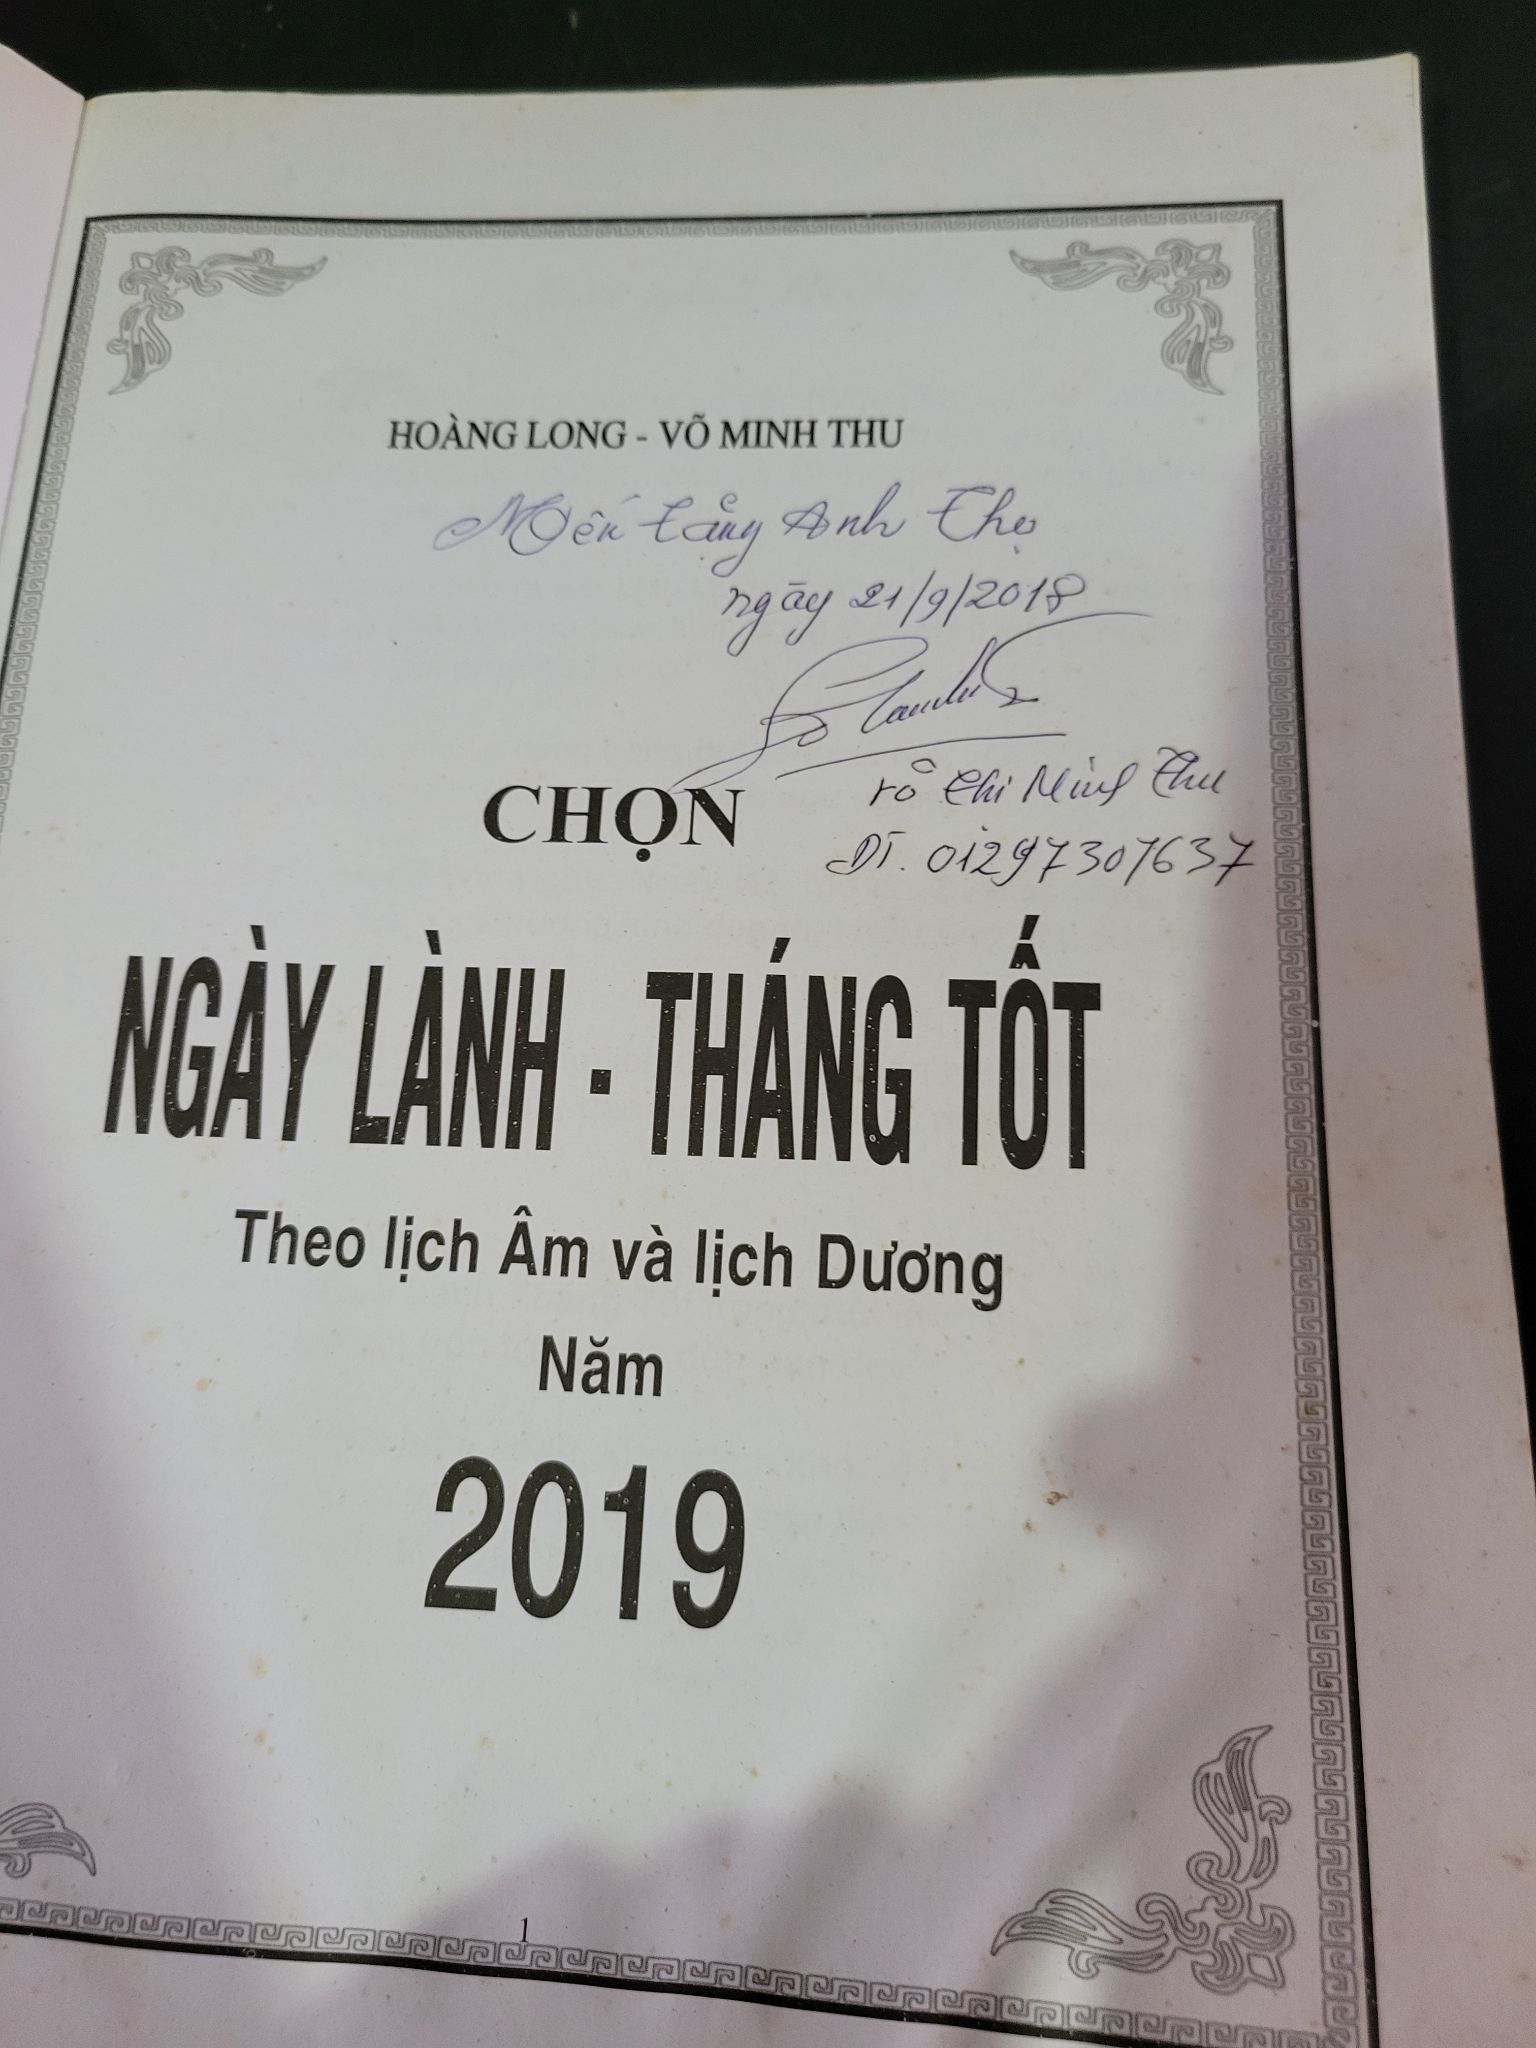 HOÀNG LONG - VÕ MINH THU
Mến tặng Anh Thọ
ngày 21/9/2018
Võ Chí Minh Thu
ĐT. 01297307637
CHỌN
NGÀY LÀNH - THÁNG TỐT
Theo lịch Âm và lịch Dương
Năm
2019
1